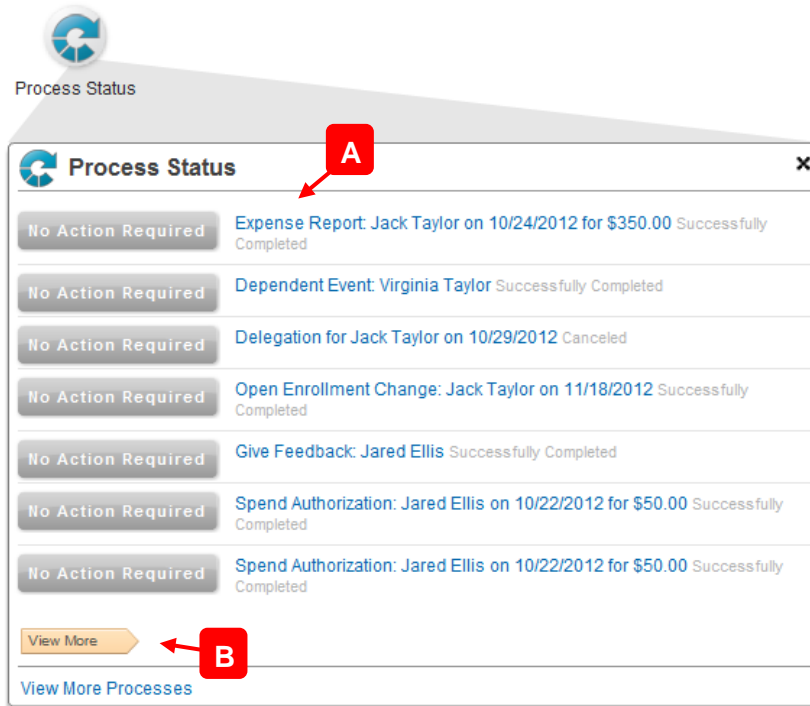 Process Status
Process Status
A
No Action Required
Expense Report: Jack Taylor on 10/24/2012 for $350.00 Successfully
Completed
No Action Required
Dependent Event: Virginia Taylor Successfully Completed
No Action Required
Delegation for Jack Taylor on 10/29/2012 Canceled
No Action Required
Open Enrollment Change: Jack Taylor on 11/18/2012 Successfully
Completed
No Action Required
Give Feedback: Jared Ellis Successfully Completed
No Action Required
Spend Authorization: Jared Ellis on 10/22/2012 for $50.00 Successfully
Completed
No Action Required
Spend Authorization: Jared Ellis on 10/22/2012 for $50.00 Successfully
Completed
View More
B
View More Processes